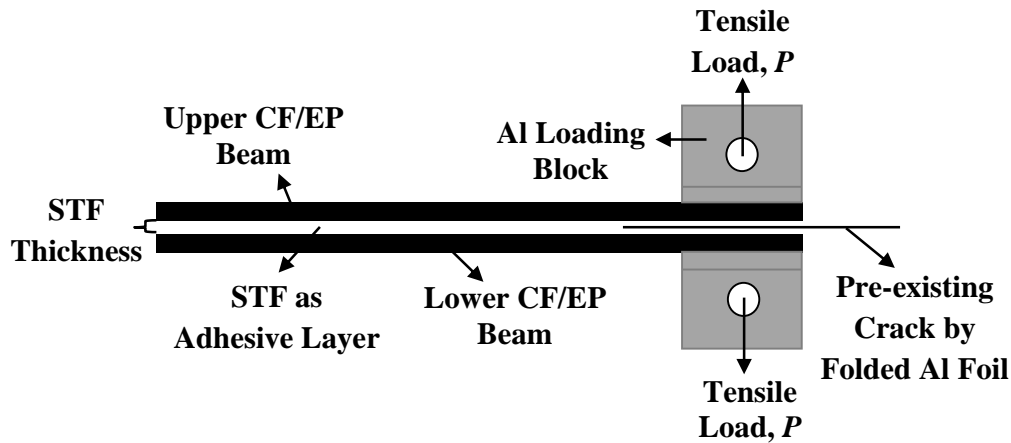 Tensile
Load, P
Upper CF/EP
Beam
Al Loading
Block
STF
Thickness
STF as
Adhesive Layer
Lower CF/EP
Beam
Pre-existing
Crack by
Folded Al Foil
Tensile
Load, P